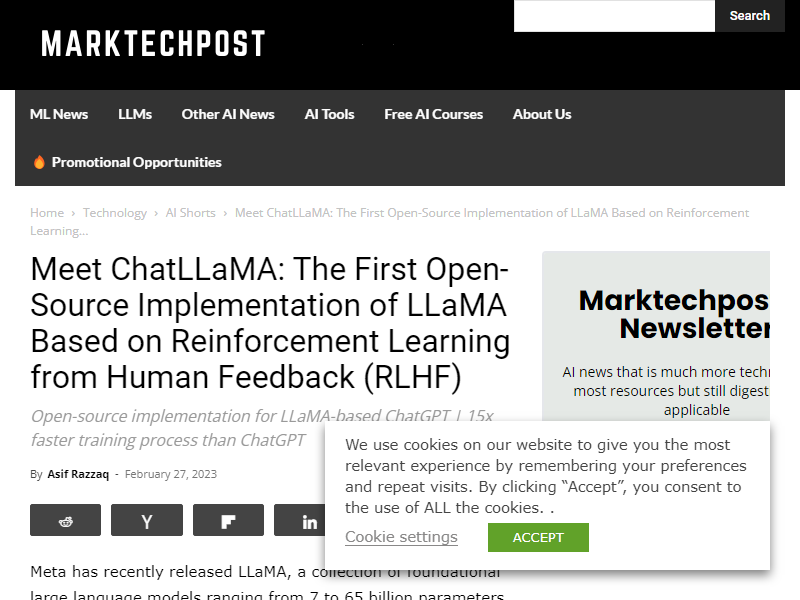 Search
MARKTECHPOST
ML News LLMs Other AI News AI Tools Free AI Courses About Us
Promotional Opportunities
Home › Technology › AI Shorts › Meet ChatLLaMA: The First Open-Source Implementation of LLaMA Based on Reinforcement
Learning...
Meet ChatLLaMA: The First Open-
Source Implementation of LLaMA
Based on Reinforcement Learning
from Human Feedback (RLHF)
Open-source implementation for LLaMA-based ChatGPT | 15x
faster training process than ChatGPT
By Asif Razzaq - February 27, 2023
Marktechpos
Newsletter
AI news that is much more techn
most resources but still digest
applicable
We use cookies on our website to give you the most
relevant experience by remembering your preferences
and repeat visits. By clicking “Accept”, you consent to
the use of ALL the cookies. .
Cookie settings ACCEPT
Meta has recently released LLaMA, a collection of foundational
large language models ranging from 7 to 65 billion parameters